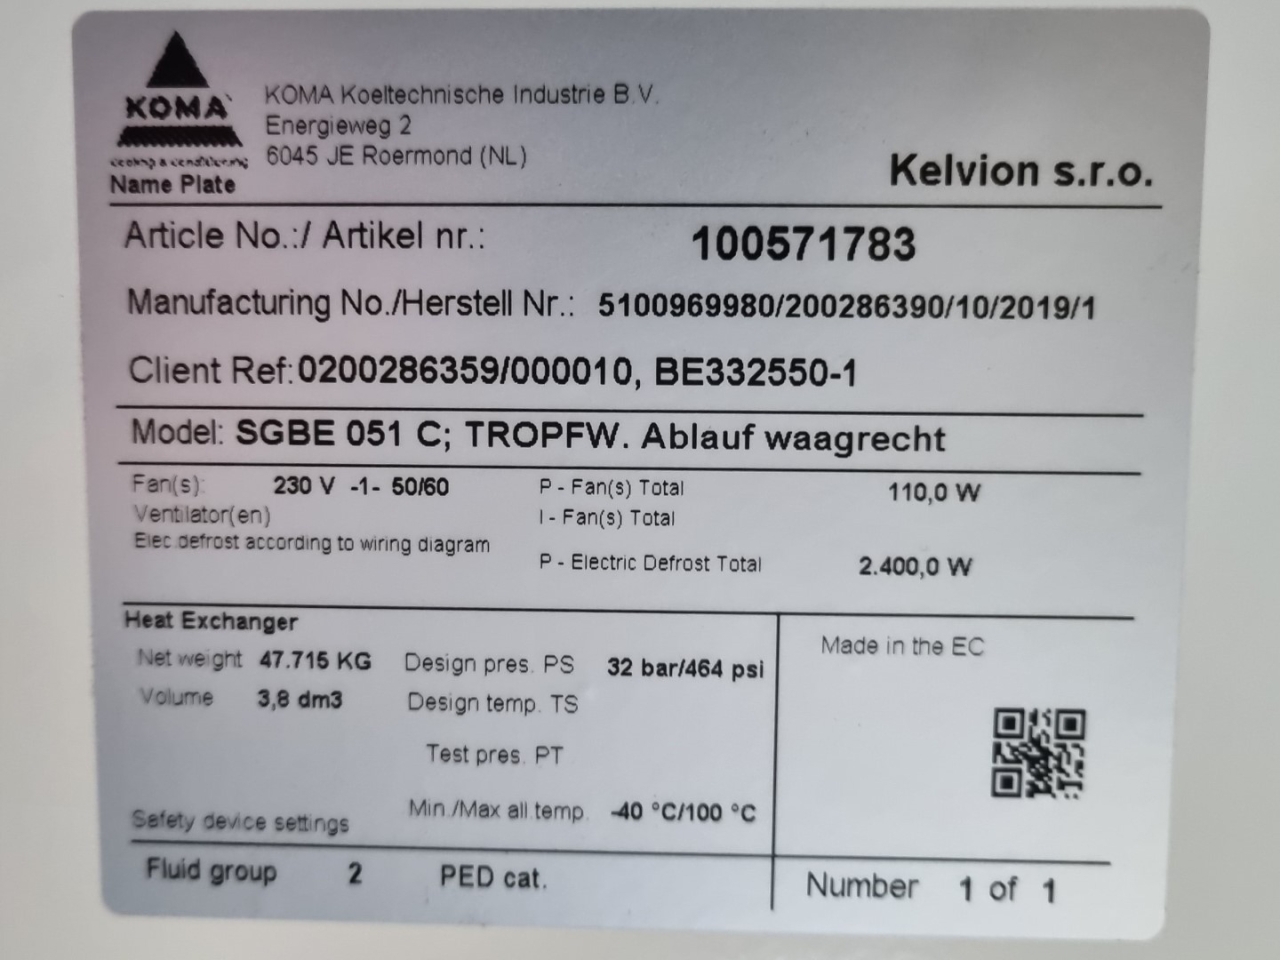 KOMA
cooling & conditioning
Name Plate
KOMA Koeltechnische Industrie B.V.
Energieweg 2
6045 JE Roermond (NL)
Kelvion s.r.o.
Article No.:/ Artikel nr.: 100571783
Manufacturing No./Herstell Nr.: 5100969980/200286390/10/2019/1
Client Ref: 0200286359/000010, BE332550-1
Model: SGBE 051 C; TROPFW. Ablauf waagrecht
Fan(s): 230 V -1- 50/60 P - Fan(s) Total 110,0 W
Ventilator(en) I - Fan(s) Total
Elec.defrost according to wiring diagram
P - Electric Defrost Total 2.400,0 W
Heat Exchanger
Net weight 47.715 KG Design pres. PS 32 bar/464 psi
Volume 3,8 dm3 Design temp. TS
Test pres. PT
Safety device settings Min./Max all temp. -40 °C/100 °C
Fluid group 2 PED cat.
Made in the EC
Number 1 of 1